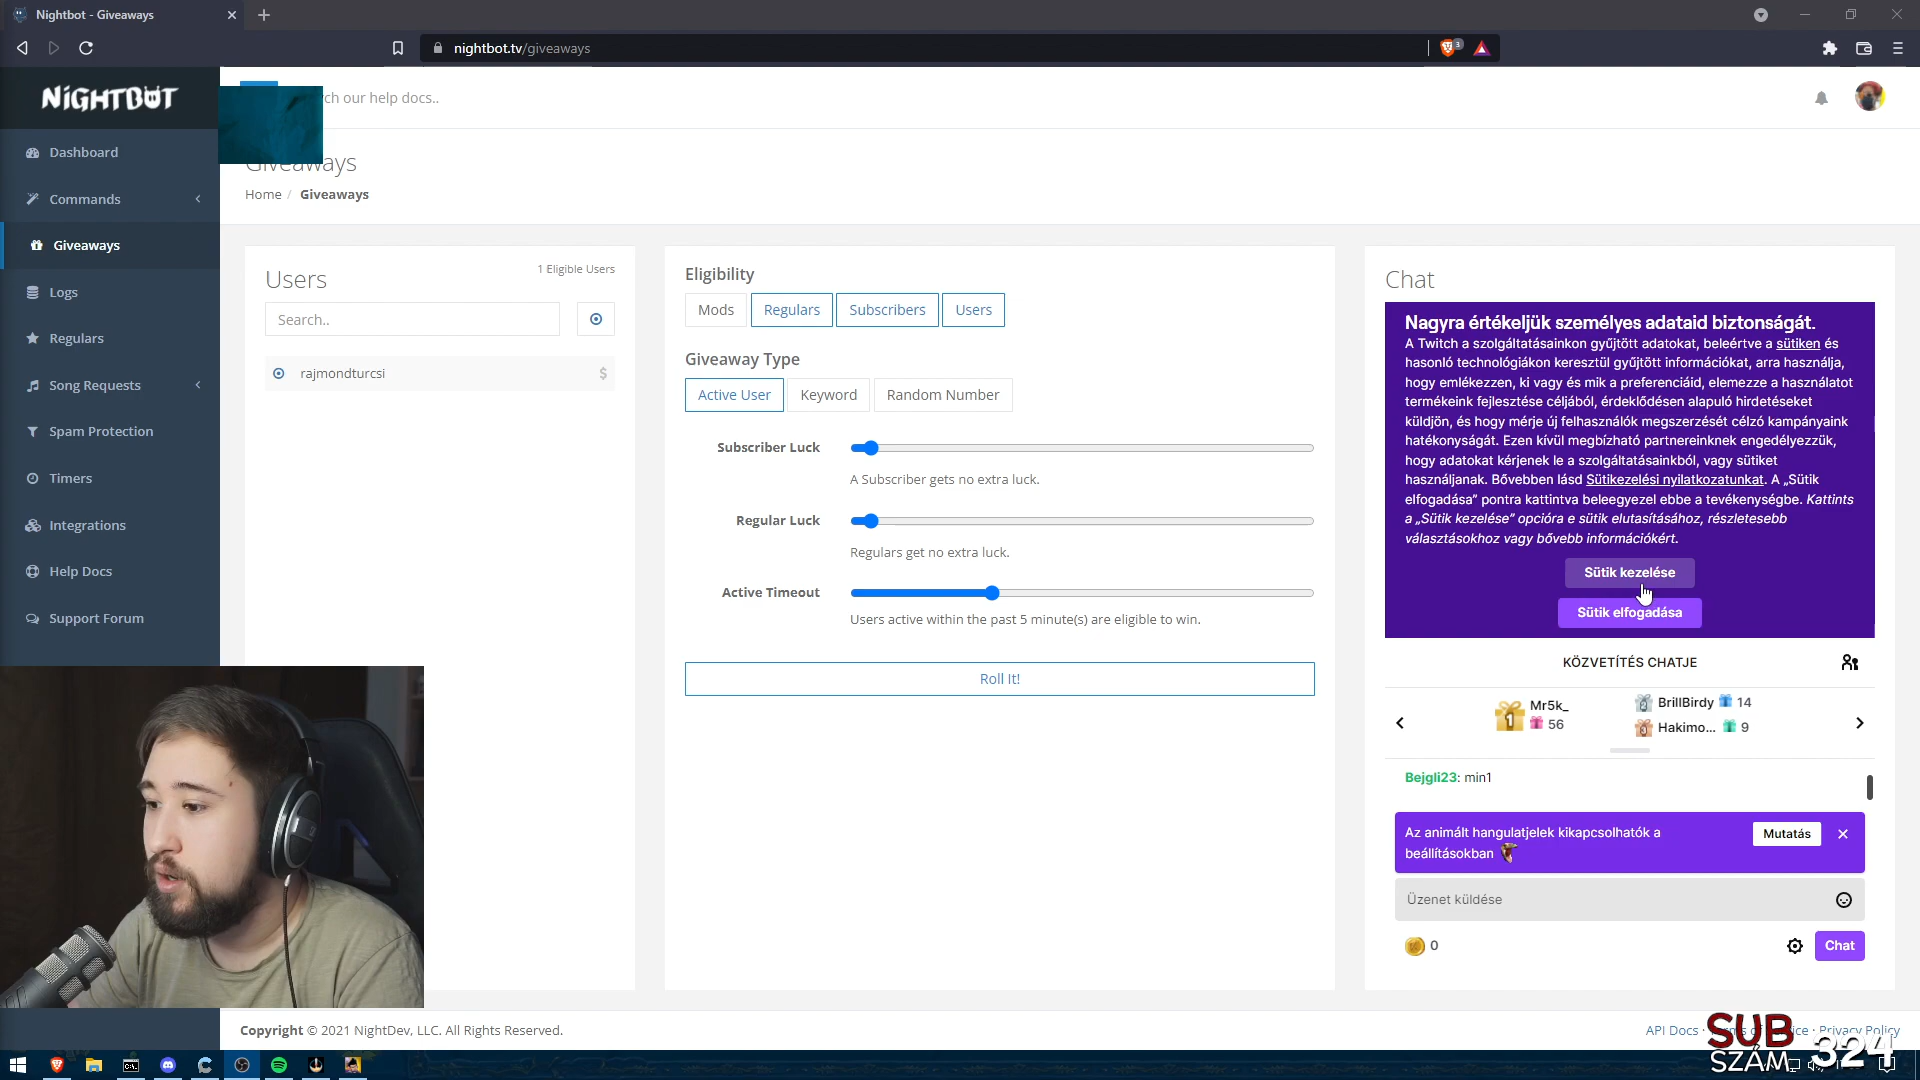 Nightbot - Giveaways
nightbot.tv/giveaways
3
NiGHTBOT
ch our help docs..
Dashboard
Commands
Giveaways
Logs
Regulars
Song Requests
Spam Protection
Timers
Integrations
Help Docs
Support Forum
Giveaways
Home / Giveaways
Users
1 Eligible Users
Search..
rajmondturcsi
$
Eligibility
Mods
Regulars
Subscribers
Users
Giveaway Type
Active User
Keyword
Random Number
Subscriber Luck
A Subscriber gets no extra luck.
Regular Luck
Regulars get no extra luck.
Active Timeout
Users active within the past 5 minute(s) are eligible to win.
Roll It!
Chat
Nagyra értékeljük személyes adataid biztonságát.
A Twitch a szolgáltatásainkon gyűjtött adatokat, beleértve a sütiken és
hasonló technológiákon keresztül gyűjtött információkat, arra használja,
hogy emlékezzen, ki vagy és mik a preferenciáid, elemezze a használatot
termékeink fejlesztése céljából, érdeklődésen alapuló hirdetéseket
küldjön, és hogy mérje új felhasználók megszerzését célzó kampányaink
hatékonyságát. Ezen kívül megbízható partnereinknek engedélyezzük,
hogy adatokat kérjenek le a szolgáltatásainkból, vagy sütiket
használjanak. Bővebben lásd Sütikezelési nyilatkozatunkat. A „Sütik
elfogadása” pontra kattintva beleegyezel ebbe a tevékenységbe. Kattints
a „Sütik kezelése” opcióra e sütik elutasításához, részletesebb
választásokhoz vagy bővebb információkért.
Sütik kezelése
Sütik elfogadása
KÖZVETÍTÉS CHATJE
1
Mr5k_
56
BrillBirdy 14
Hakimo... 9
Bejgli23: min1
Az animált hangulatjelek kikapcsolhatók a
beállításokban
Mutatás
Üzenet küldése
0
Chat
Copyright © 2021 NightDev, LLC. All Rights Reserved.
API Docs · Privacy Policy
SUB
SZÁM 324